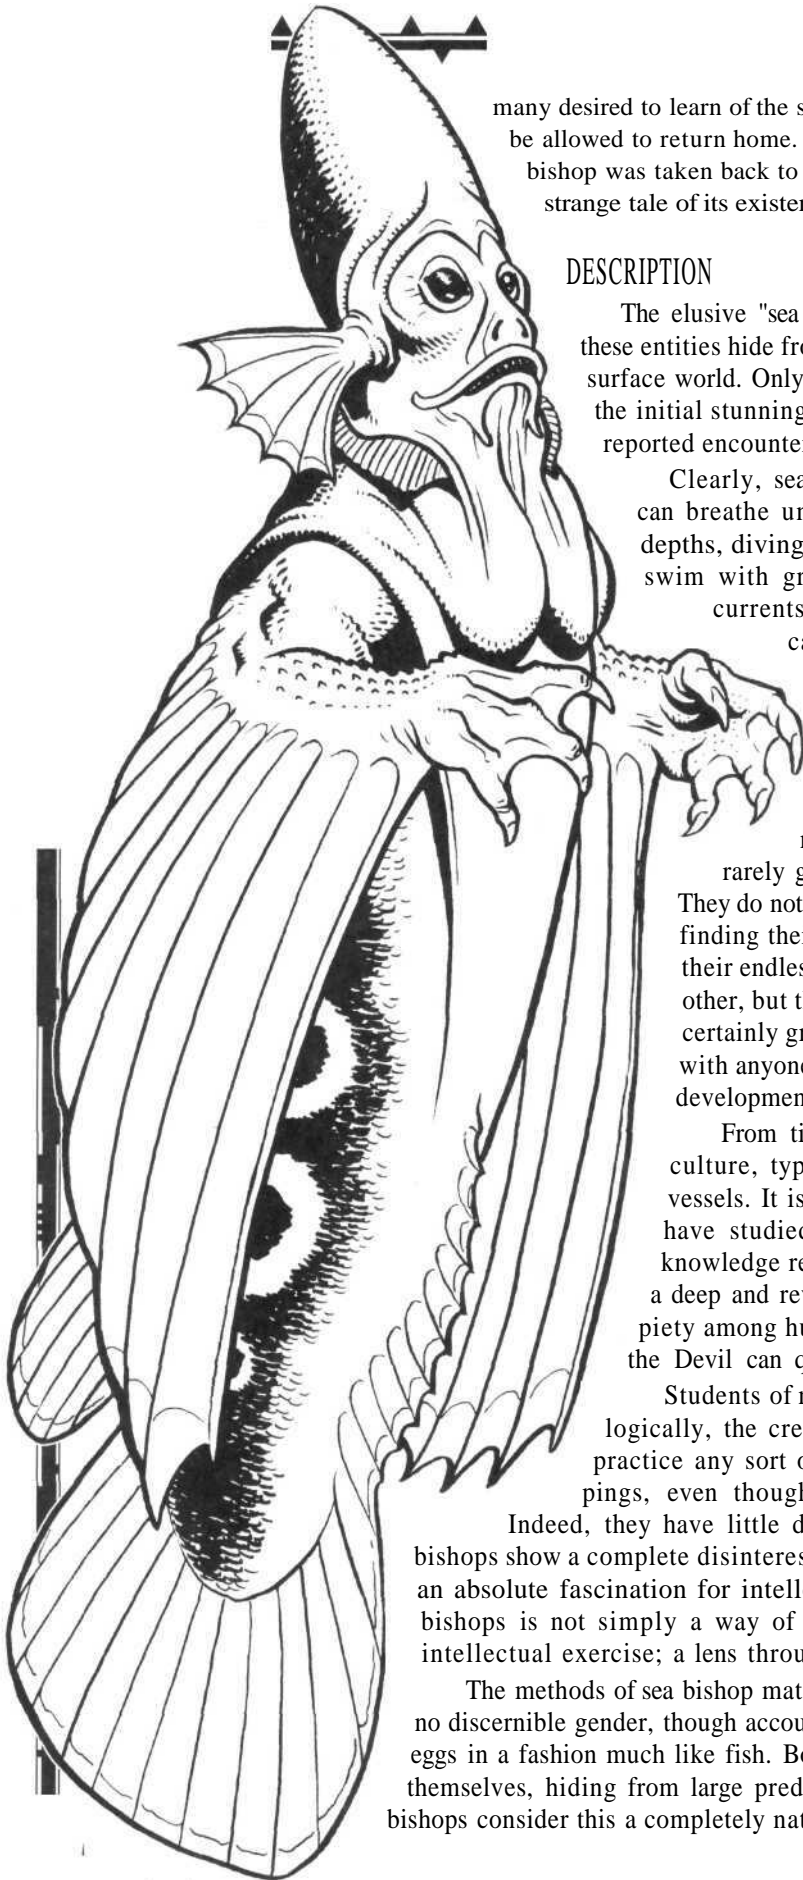 many desired to learn of the s
be allowed to return home.
bishop was taken back to
strange tale of its existen
DESCRIPTION
The elusive "sea
these entities hide fro
surface world. Only
the initial stunning
reported encounter
Clearly, sea
can breathe un
depths, diving
swim with gr
currents
ca
r
rarely g
They do not
finding thei
their endles
other, but th
certainly gr
with anyone
developmen
From ti
culture, typ
vessels. It is
have studied
knowledge re
a deep and rev
piety among hu
the Devil can q
Students of r
logically, the cre
practice any sort o
pings, even though
Indeed, they have little d
bishops show a complete disinteres
an absolute fascination for intelle
bishops is not simply a way of
intellectual exercise; a lens throu
The methods of sea bishop mat
no discernible gender, though accou
eggs in a fashion much like fish. Bo
themselves, hiding from large pred
bishops consider this a completely nat